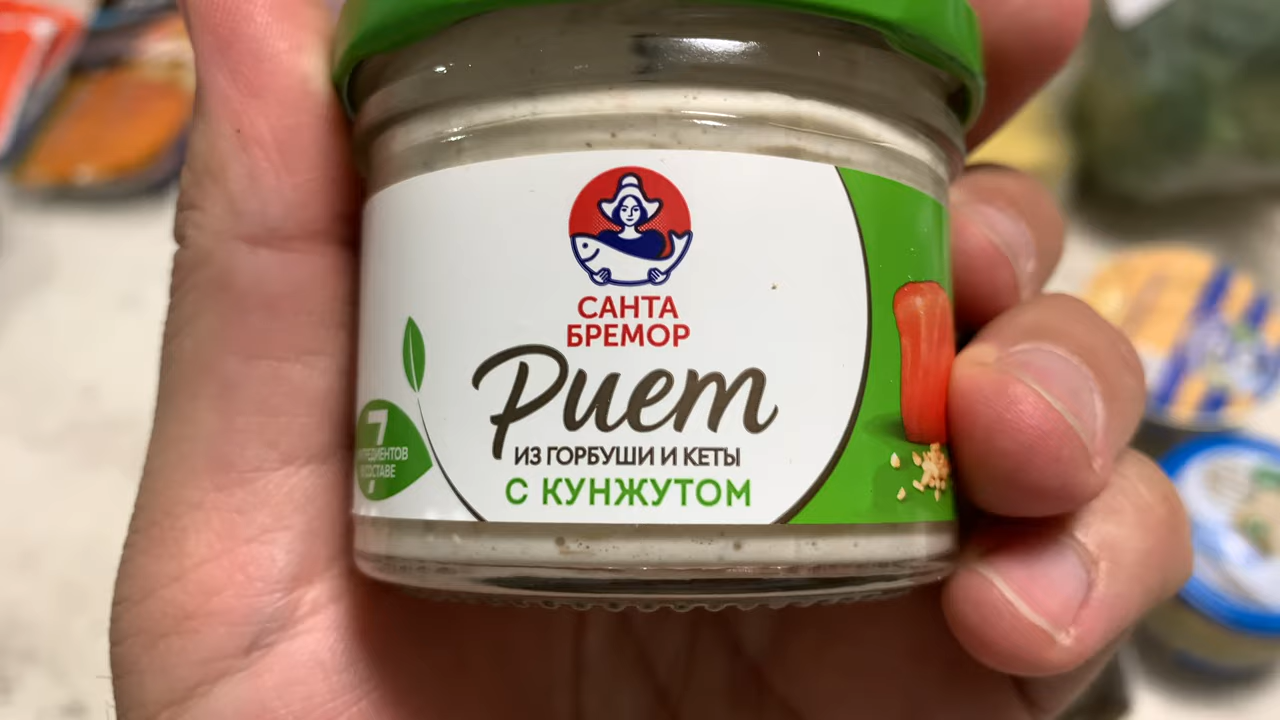 САНТА
БРЕМОР
Риет
ИЗ ГОРБУШИ И КЕТЫ
С КУНЖУТОМ
7